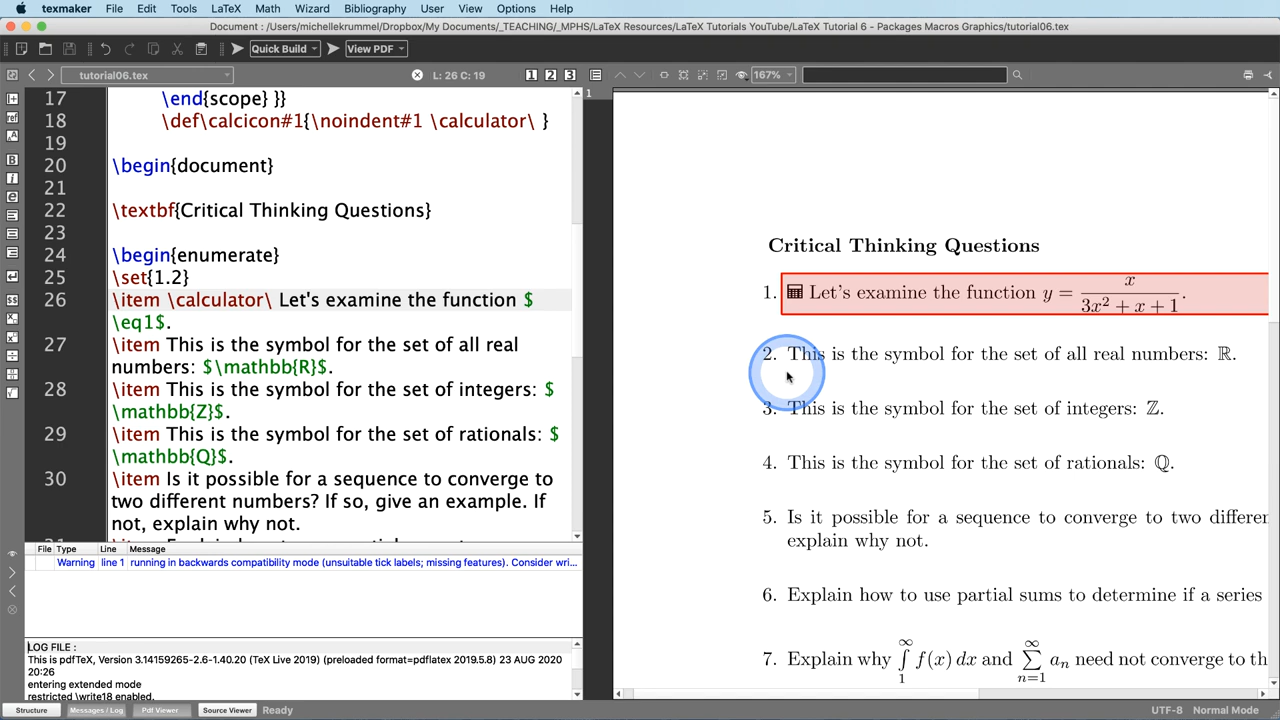 texmaker File Edit Tools LaTeX Math Wizard Bibliography User View Options Help
Document : /Users/michellekrummel/Dropbox/My Documents/_TEACHING/_MPHS/LaTeX Resources/LaTeX Tutorials YouTube/LaTeX Tutorial 6 - Packages Macros Graphics/tutorial06.tex
Quick Build View PDF
tutorial06.tex L: 26 C: 19 1 2 3 167%
17 \end{scope} }}
18 \def\calcicon#1{\noindent#1 \calculator\ }
19
20 \begin{document}
21
22 \textbf{Critical Thinking Questions}
23
24 \begin{enumerate}
25 \set{1.2}
26 \item \calculator\ Let's examine the function $
\eq1$.
27 \item This is the symbol for the set of all real
numbers: $\mathbb{R}$.
28 \item This is the symbol for the set of integers: $
\mathbb{Z}$.
29 \item This is the symbol for the set of rationals: $
\mathbb{Q}$.
30 \item Is it possible for a sequence to converge to
two different numbers? If so, give an example. If
not, explain why not.
File Type Line Message
Warning line 1 running in backwards compatibility mode (unsuitable tick labels; missing features). Consider wri...
LOG FILE :
This is pdfTeX, Version 3.14159265-2.6-1.40.20 (TeX Live 2019) (preloaded format=pdflatex 2019.5.8) 23 AUG 2020
20:26
entering extended mode
restricted \write18 enabled.
1
Critical Thinking Questions
1. Let's examine the function y = x / (3x² + x + 1).
2. This is the symbol for the set of all real numbers: ℝ.
3. This is the symbol for the set of integers: ℤ.
4. This is the symbol for the set of rationals: ℚ.
5. Is it possible for a sequence to converge to two differen
explain why not.
6. Explain how to use partial sums to determine if a series
7. Explain why ∫₁^∞ f(x) dx and ∑_{n=1}^∞ aₙ need not converge to th
Structure Messages / Log Pdf Viewer Source Viewer Ready UTF-8 Normal Mode